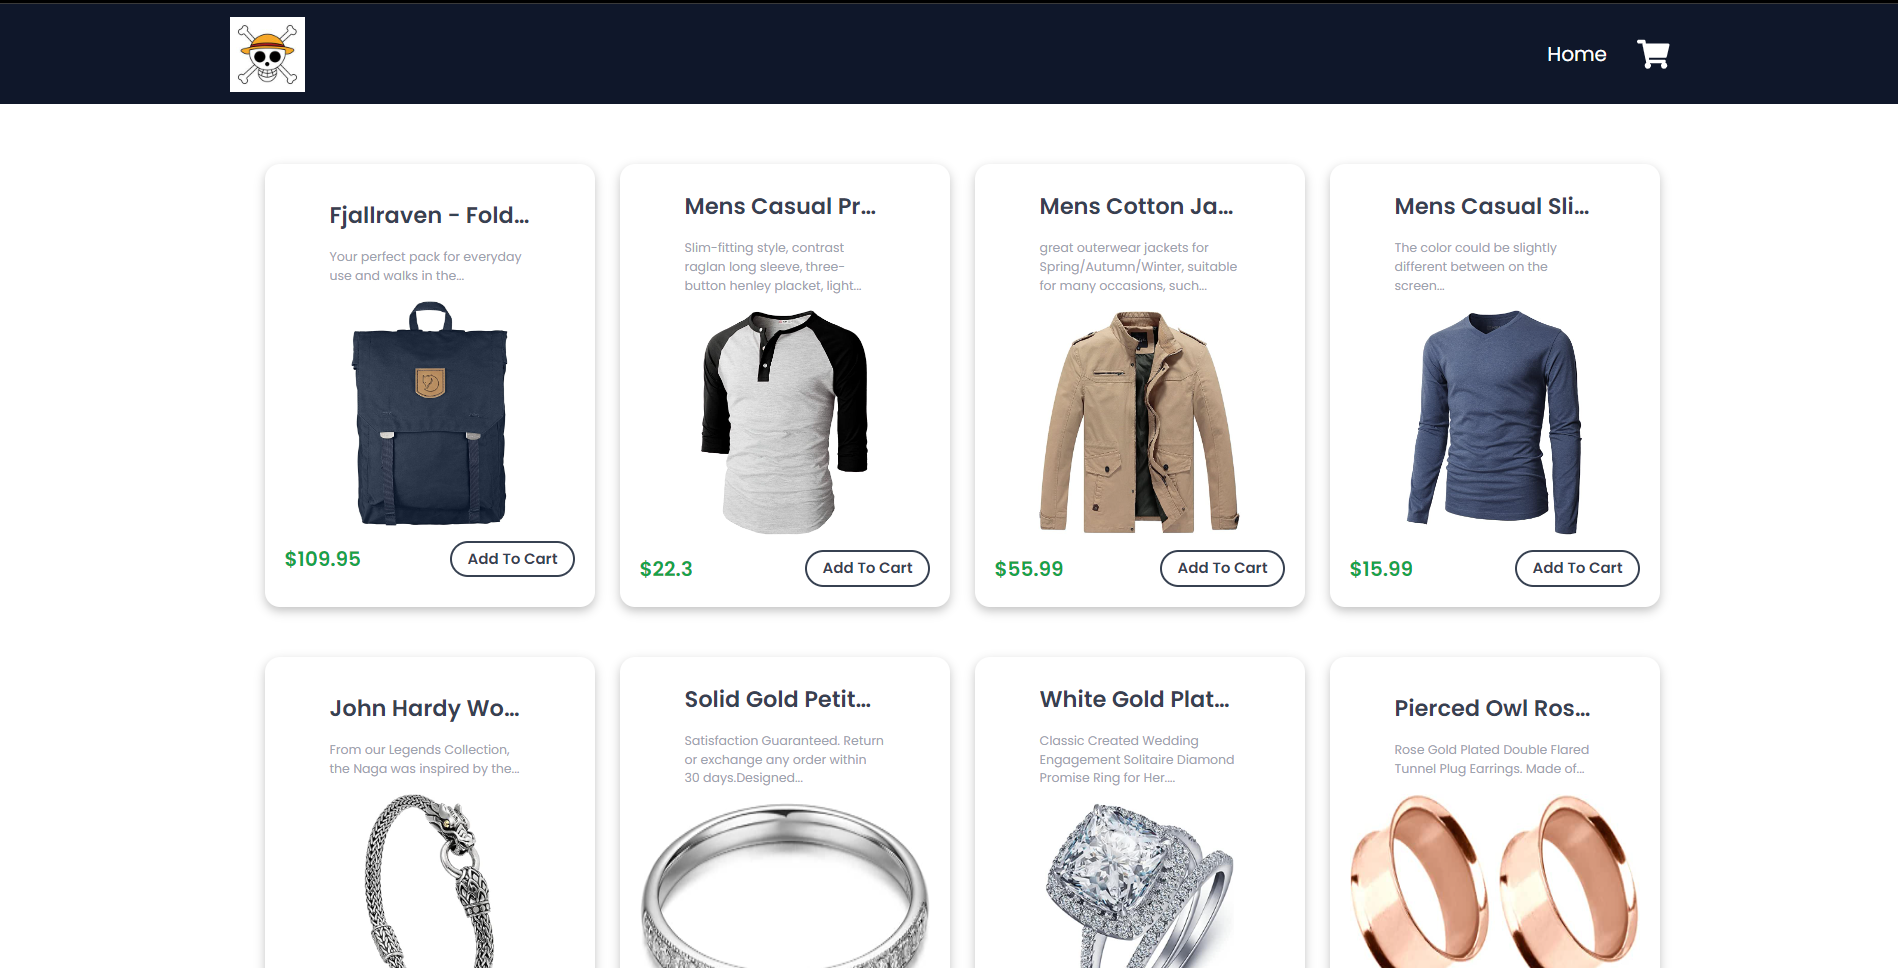 Home
Fjallraven - Fold...
Your perfect pack for everyday
use and walks in the...
$109.95
Add To Cart
Mens Casual Pr...
Slim-fitting style, contrast
raglan long sleeve, three-
button henley placket, light...
$22.3
Add To Cart
Mens Cotton Ja...
great outerwear jackets for
Spring/Autumn/Winter, suitable
for many occasions, such...
$55.99
Add To Cart
Mens Casual Sli...
The color could be slightly
different between on the
screen...
$15.99
Add To Cart
John Hardy Wo...
From our Legends Collection,
the Naga was inspired by the...
Solid Gold Petit...
Satisfaction Guaranteed. Return
or exchange any order within
30 days.Designed...
White Gold Plat...
Classic Created Wedding
Engagement Solitaire Diamond
Promise Ring for Her....
Pierced Owl Ros...
Rose Gold Plated Double Flared
Tunnel Plug Earrings. Made of...